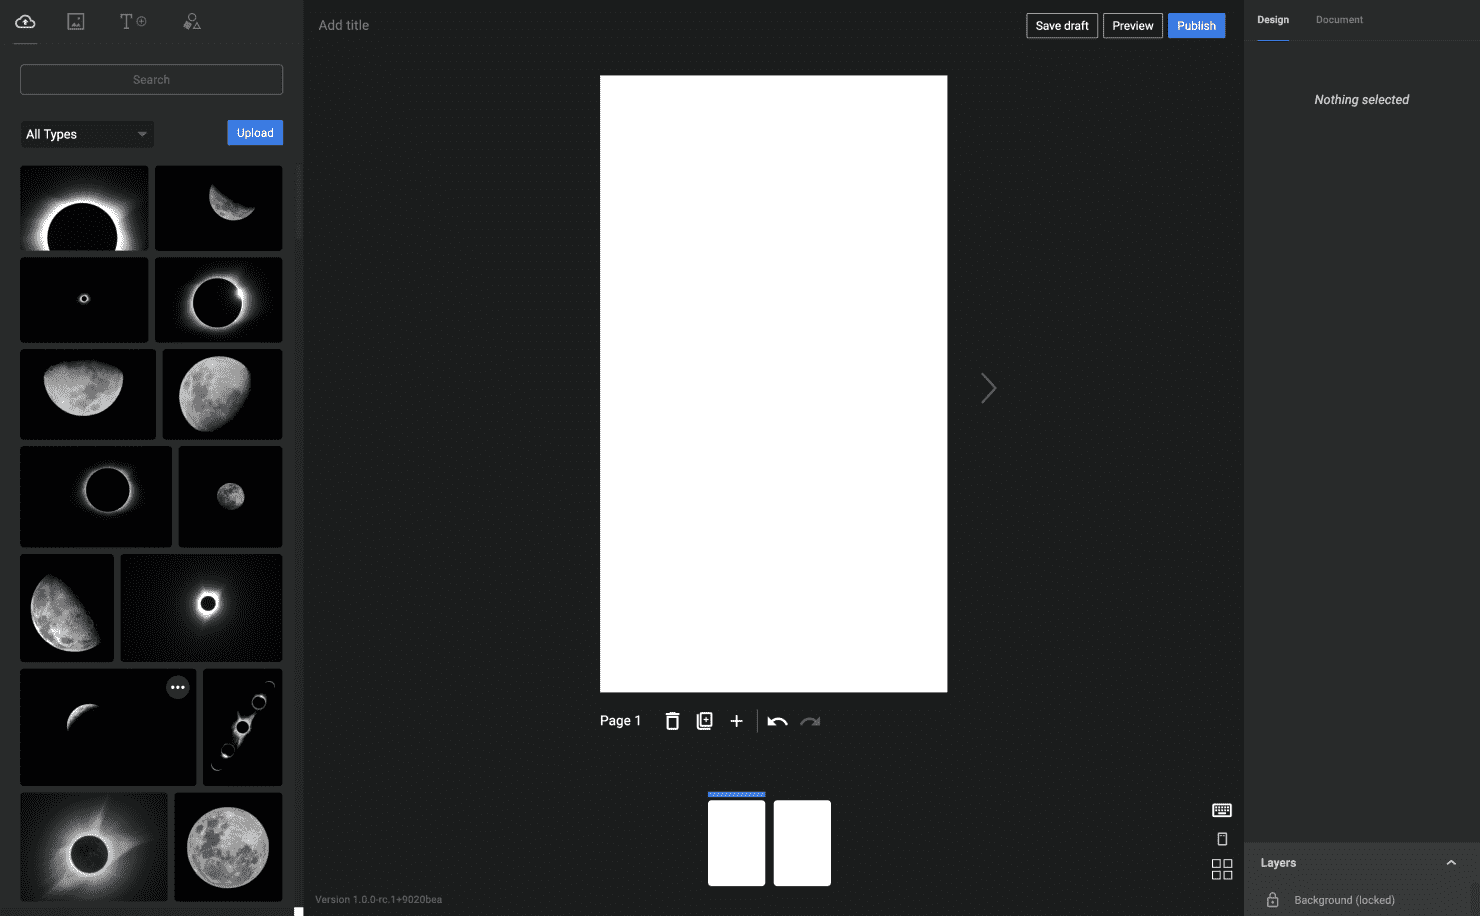 Add title
Save draft
Preview
Publish
Design
Document
Search
Nothing selected
All Types
Upload
Page 1
Layers
Background (locked)
Version 1.0.0-rc.1+9020bea